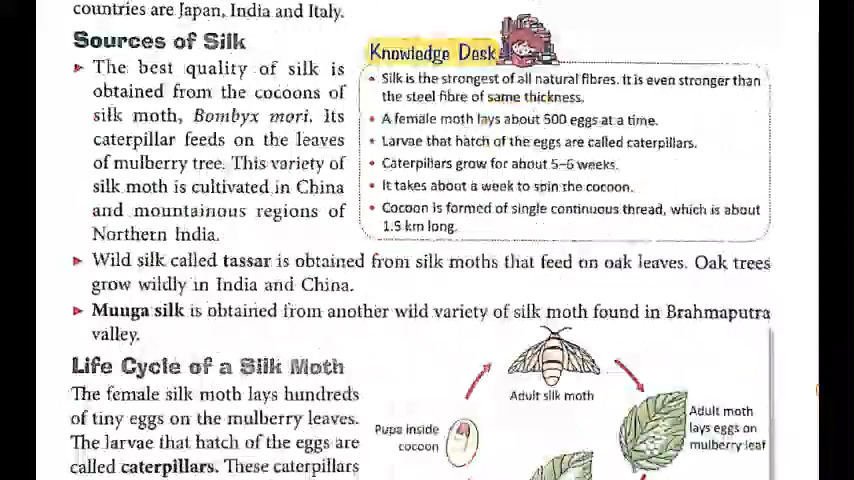 countries are Japan, India and Italy.
Sources of Silk
The best quality of silk is
obtained from the cocoons of
silk moth, Bombyx mori. Its
caterpillar feeds on the leaves
of mulberry tree. This variety of
silk moth is cultivated in China
and mountainous regions of
Northern India.
Knowledge Desk
• Silk is the strongest of all natural fibres. It is even stronger than
the steel fibre of same thickness.
• A female moth lays about 500 eggs at a time.
• Larvae that hatch of the eggs are called caterpillars.
• Caterpillars grow for about 5–6 weeks.
• It takes about a week to spin the cocoon.
• Cocoon is formed of single continuous thread, which is about
1.5 km long.
Wild silk called tassar is obtained from silk moths that feed on oak leaves. Oak trees
grow wildly in India and China.
Munga silk is obtained from another wild variety of silk moth found in Brahmaputra
valley.
Life Cycle of a Silk Moth
The female silk moth lays hundreds
of tiny eggs on the mulberry leaves.
The larvae that hatch of the eggs are
called caterpillars. These caterpillars
Adult silk moth
Adult moth
lays eggs on
mulberry leaf
Pupa inside
cocoon